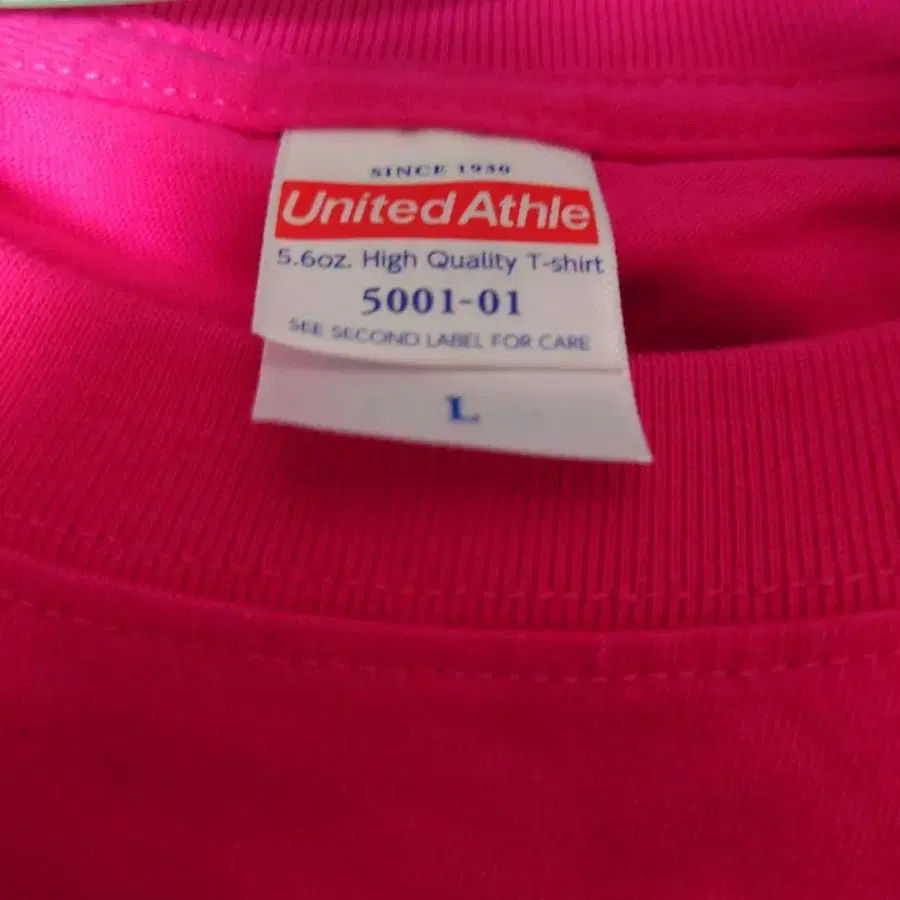 SINCE 1930
United Athle
5.6oz. High Quality T-shirt
5001-01
SEE SECOND LABEL FOR CARE
L